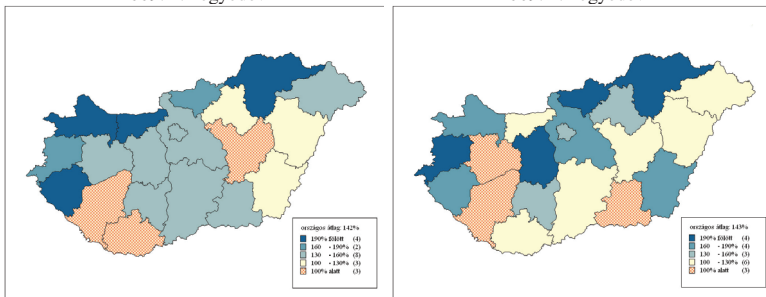 országos átlag: 142%
190% fölött (4)
160 - 190% (2)
130 - 160% (8)
100 - 130% (3)
100% alatt (3)
országos átlag: 143%
190% fölött (4)
160 - 190% (4)
130 - 160% (3)
100 - 130% (6)
100% alatt (3)